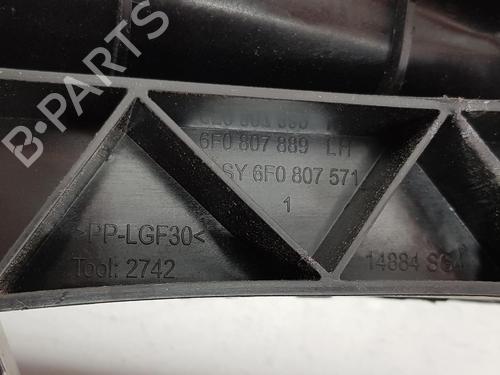 B-PARTS
6F0 807 889 LH
SY 6F0 807 571
1
>PP-LGF30<
Tool: 2742
14884